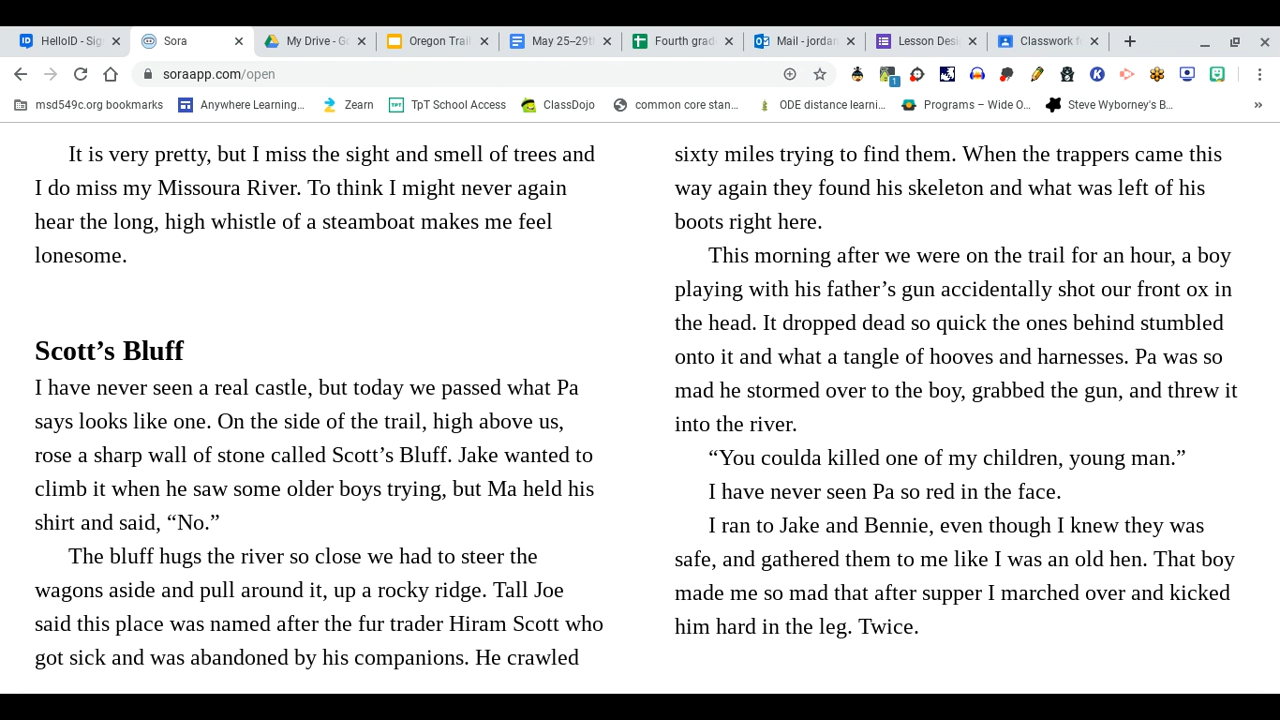 HelloID - Sig
Sora
My Drive - Go
Oregon Trail
May 25–29th
Fourth grad
Mail - jordan
Lesson Desi
Classwork f
soraapp.com/open
1
msd549c.org bookmarks
Anywhere Learning...
Zearn
TpT School Access
ClassDojo
common core stan...
ODE distance learni...
Programs – Wide O...
Steve Wyborney's B...
»
It is very pretty, but I miss the sight and smell of trees and
I do miss my Missoura River. To think I might never again
hear the long, high whistle of a steamboat makes me feel
lonesome.
Scott’s Bluff
I have never seen a real castle, but today we passed what Pa
says looks like one. On the side of the trail, high above us,
rose a sharp wall of stone called Scott’s Bluff. Jake wanted to
climb it when he saw some older boys trying, but Ma held his
shirt and said, “No.”
The bluff hugs the river so close we had to steer the
wagons aside and pull around it, up a rocky ridge. Tall Joe
said this place was named after the fur trader Hiram Scott who
got sick and was abandoned by his companions. He crawled
sixty miles trying to find them. When the trappers came this
way again they found his skeleton and what was left of his
boots right here.
This morning after we were on the trail for an hour, a boy
playing with his father’s gun accidentally shot our front ox in
the head. It dropped dead so quick the ones behind stumbled
onto it and what a tangle of hooves and harnesses. Pa was so
mad he stormed over to the boy, grabbed the gun, and threw it
into the river.
“You coulda killed one of my children, young man.”
I have never seen Pa so red in the face.
I ran to Jake and Bennie, even though I knew they was
safe, and gathered them to me like I was an old hen. That boy
made me so mad that after supper I marched over and kicked
him hard in the leg. Twice.